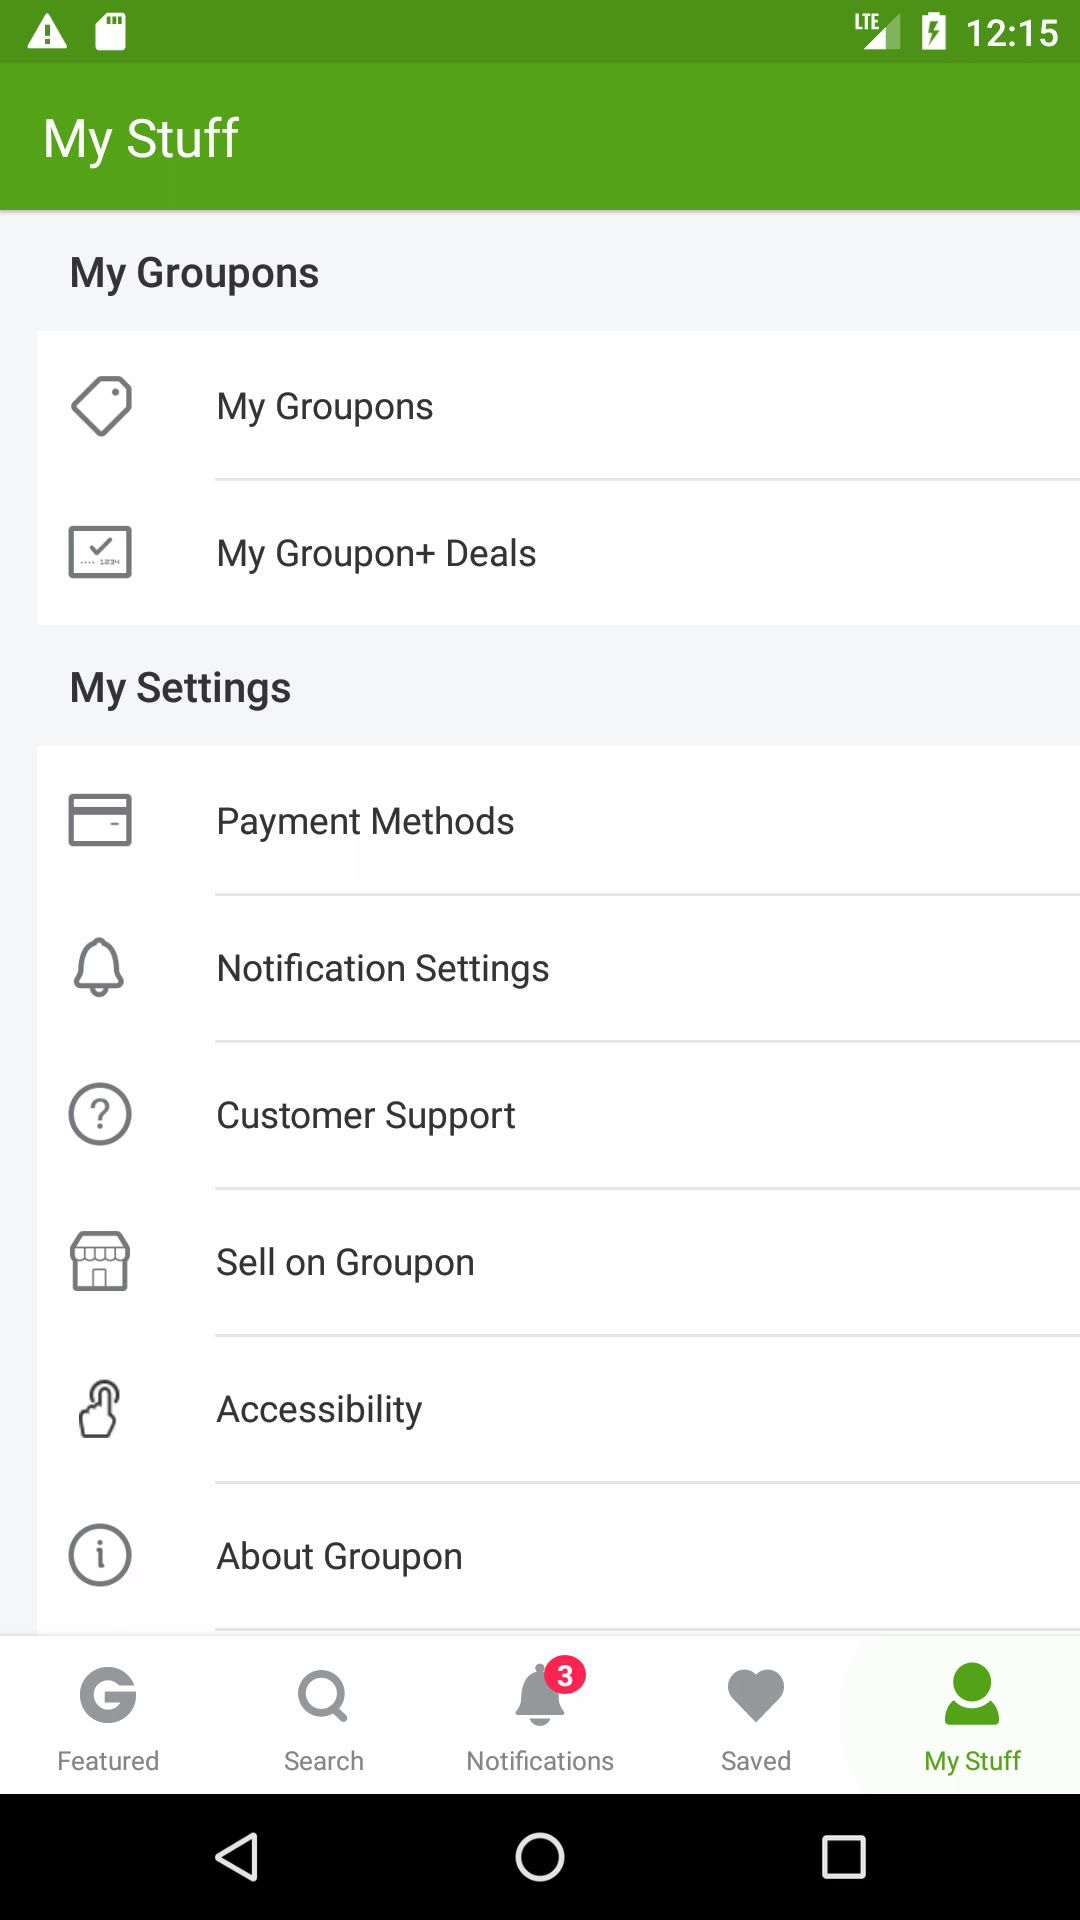 LTE 12:15
My Stuff
My Groupons
My Groupons
1234
My Groupon+ Deals
My Settings
Payment Methods
Notification Settings
?
Customer Support
Sell on Groupon
Accessibility
i
About Groupon
G
3
Featured
Search
Notifications
Saved
My Stuff